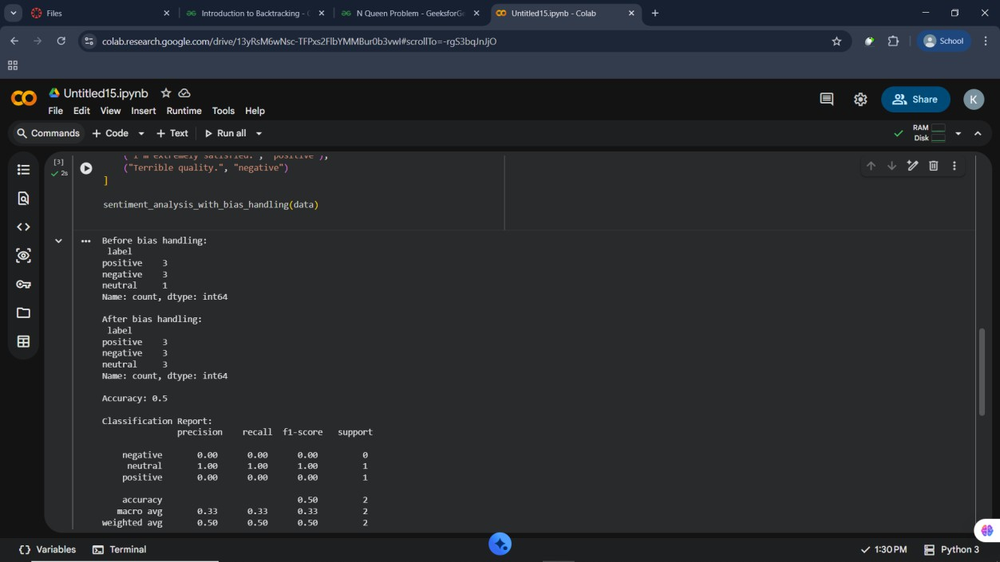 Files
Introduction to Backtracking -
N Queen Problem - GeeksforGe
Untitled15.ipynb - Colab
colab.research.google.com/drive/13yRsM6wNsc-TFPxs2FlbYMMBur0b3vwI#scrollTo=-rgS3bqJnJjO
School
Untitled15.ipynb
Share
K
File Edit View Insert Runtime Tools Help
Commands + Code + Text Run all
RAM
Disk
[3]
2s
("I'm extremely satisfied.", "positive"),
("Terrible quality.", "negative")
]
sentiment_analysis_with_bias_handling(data)
Before bias handling:
label
positive 3
negative 3
neutral 1
Name: count, dtype: int64
After bias handling:
label
positive 3
negative 3
neutral 3
Name: count, dtype: int64
Accuracy: 0.5
Classification Report:
precision recall f1-score support
negative 0.00 0.00 0.00 0
neutral 1.00 1.00 1.00 1
positive 0.00 0.00 0.00 1
accuracy 0.50 2
macro avg 0.33 0.33 0.33 2
weighted avg 0.50 0.50 0.50 2
Variables Terminal
1:30 PM
Python 3